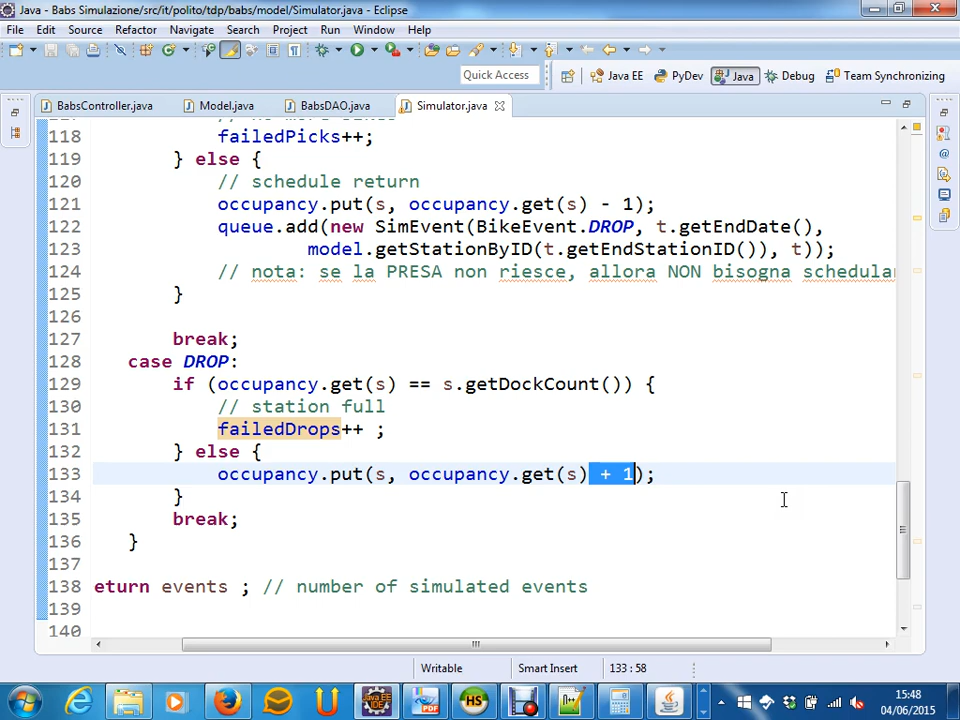 Java - Babs Simulazione/src/it/polito/tdp/babs/model/Simulator.java - Eclipse
File Edit Source Refactor Navigate Search Project Run Window Help
Quick Access Java EE PyDev Java Debug Team Synchronizing
BabsController.java Model.java BabsDAO.java Simulator.java
118 failedPicks++;
119 } else {
120 // schedule return
121 occupancy.put(s, occupancy.get(s) - 1);
122 queue.add(new SimEvent(BikeEvent.DROP, t.getEndDate(),
123 model.getStationByID(t.getEndStationID()), t));
124 // nota: se la PRESA non riesce, allora NON bisogna schedular
125 }
126
127 break;
128 case DROP:
129 if (occupancy.get(s) == s.getDockCount()) {
130 // station full
131 failedDrops++ ;
132 } else {
133 occupancy.put(s, occupancy.get(s) + 1);
134 }
135 break;
136 }
137
138 eturn events ; // number of simulated events
139
140
Writable Smart Insert 133 : 58
15:48
04/06/2015